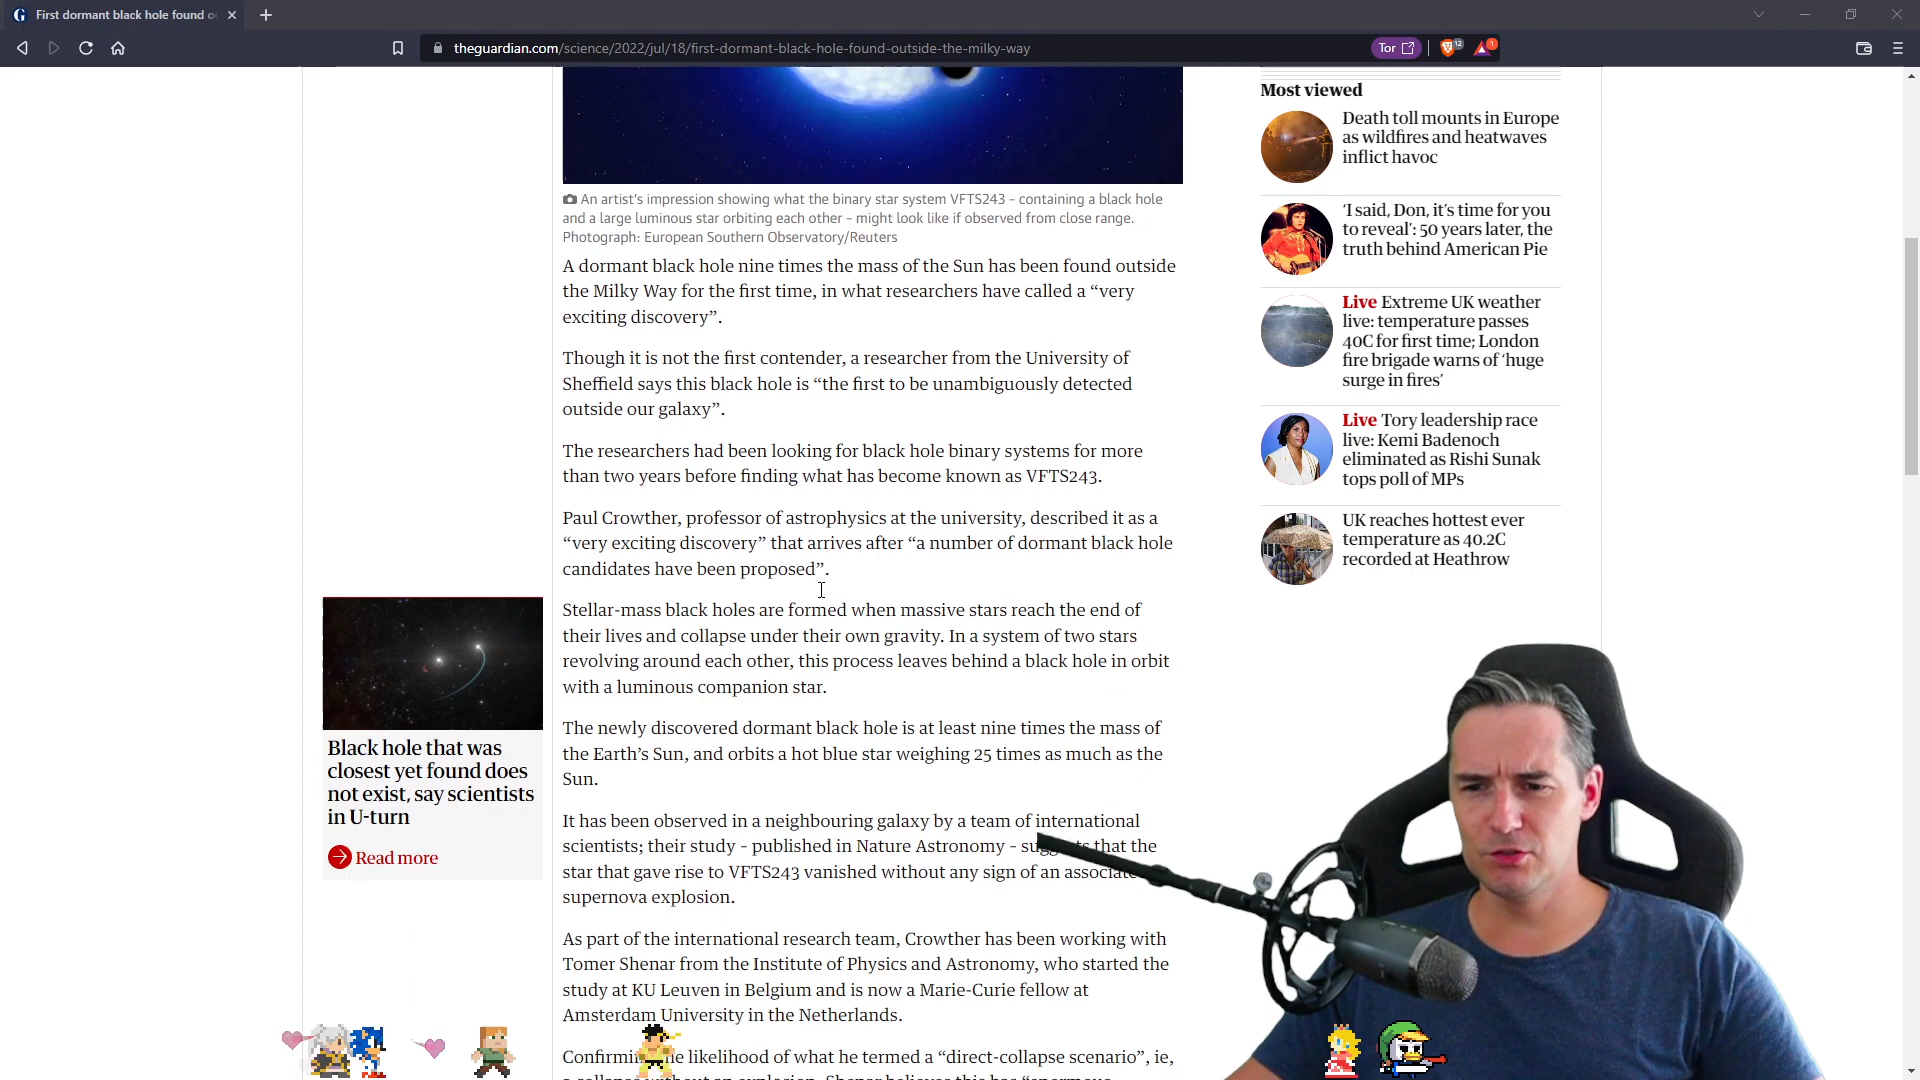 First dormant black hole found
theguardian.com/science/2022/jul/18/first-dormant-black-hole-found-outside-the-milky-way
Tor
12
1
An artist's impression showing what the binary star system VFTS243 – containing a black hole
and a large luminous star orbiting each other – might look like if observed from close range.
Photograph: European Southern Observatory/Reuters
A dormant black hole nine times the mass of the Sun has been found outside
the Milky Way for the first time, in what researchers have called a “very
exciting discovery”.
Though it is not the first contender, a researcher from the University of
Sheffield says this black hole is “the first to be unambiguously detected
outside our galaxy”.
The researchers had been looking for black hole binary systems for more
than two years before finding what has become known as VFTS243.
Paul Crowther, professor of astrophysics at the university, described it as a
“very exciting discovery” that arrives after “a number of dormant black hole
candidates have been proposed”.
Stellar-mass black holes are formed when massive stars reach the end of
their lives and collapse under their own gravity. In a system of two stars
revolving around each other, this process leaves behind a black hole in orbit
with a luminous companion star.
The newly discovered dormant black hole is at least nine times the mass of
the Earth’s Sun, and orbits a hot blue star weighing 25 times as much as the
Sun.
It has been observed in a neighbouring galaxy by a team of international
scientists; their study – published in Nature Astronomy – that the
star that gave rise to VFTS243 vanished without any sign of an
supernova explosion.
As part of the international research team, Crowther has been working with
Tomer Shenar from the Institute of Physics and Astronomy, who started the
study at KU Leuven in Belgium and is now a Marie-Curie fellow at
Amsterdam University in the Netherlands.
likelihood of what he termed a “direct-collapse scenario”, ie,
Black hole that was
closest yet found does
not exist, say scientists
in U-turn
Read more
Most viewed
Death toll mounts in Europe
as wildfires and heatwaves
inflict havoc
‘I said, Don, it’s time for you
to reveal’: 50 years later, the
truth behind American Pie
Live Extreme UK weather
live: temperature passes
40C for first time; London
fire brigade warns of ‘huge
surge in fires’
Live Tory leadership race
live: Kemi Badenoch
eliminated as Rishi Sunak
tops poll of MPs
UK reaches hottest ever
temperature as 40.2C
recorded at Heathrow